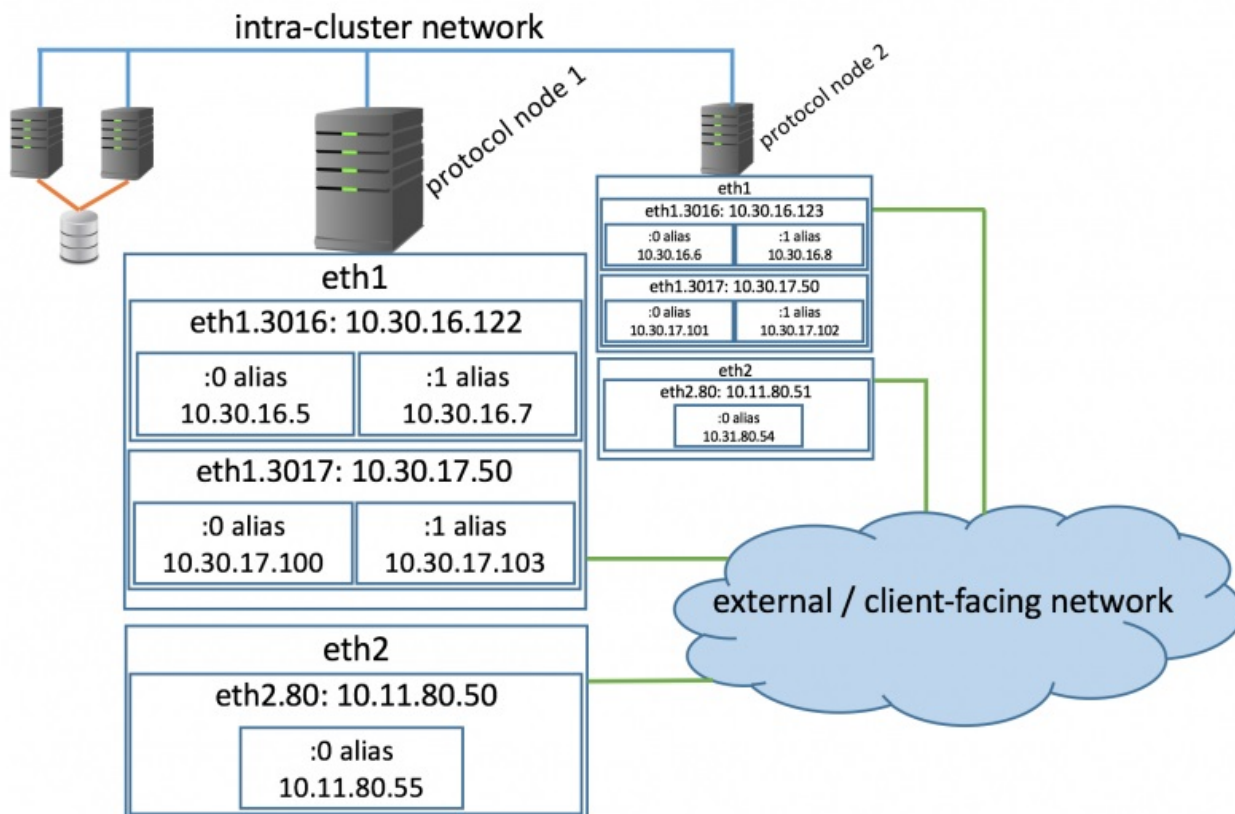 intra-cluster network
protocol node 1
protocol node 2
eth1
eth1.3016: 10.30.16.122
:0 alias
10.30.16.5
:1 alias
10.30.16.7
eth1.3017: 10.30.17.50
:0 alias
10.30.17.100
:1 alias
10.30.17.103
eth2
eth2.80: 10.11.80.50
:0 alias
10.11.80.55
eth1
eth1.3016: 10.30.16.123
:0 alias
10.30.16.6
:1 alias
10.30.16.8
eth1.3017: 10.30.17.50
:0 alias
10.30.17.101
:1 alias
10.30.17.102
eth2
eth2.80: 10.11.80.51
:0 alias
10.31.80.54
external / client-facing network